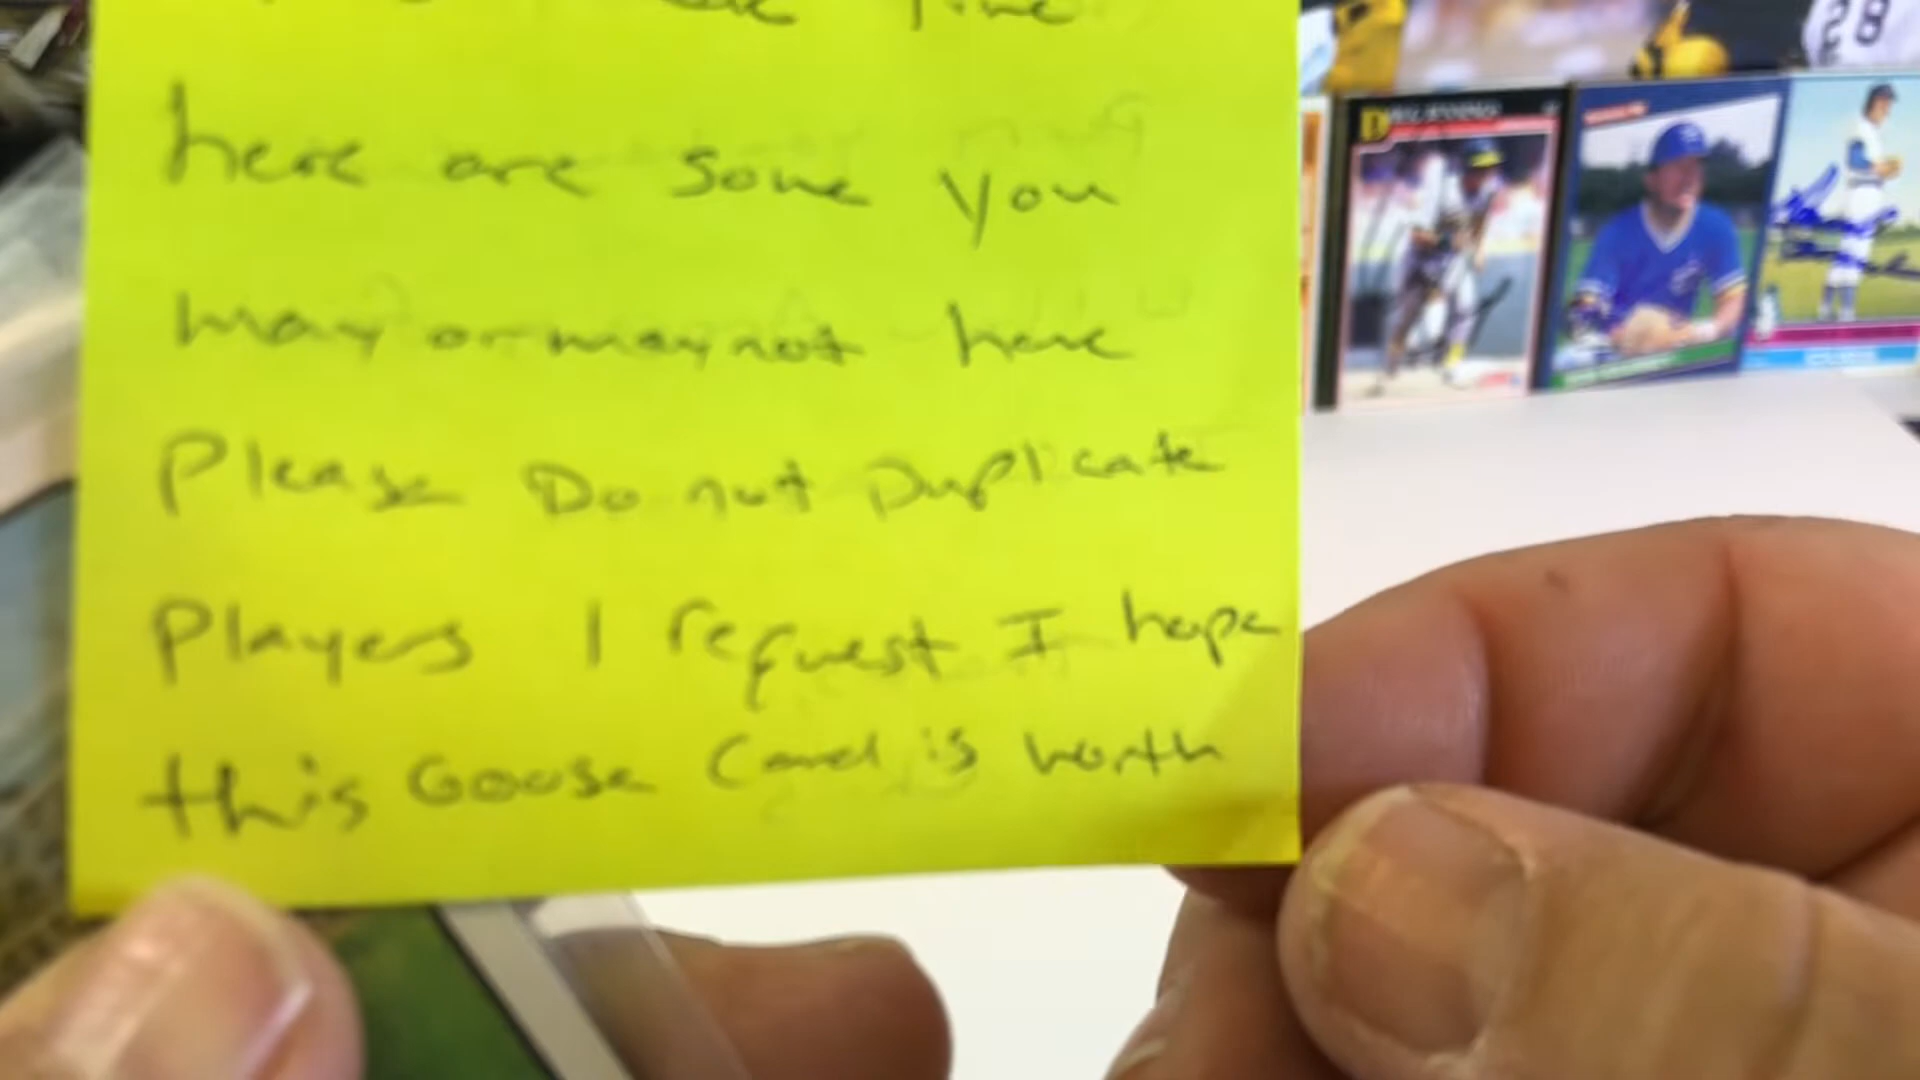 here are some you
may or may not have
Please Do not Duplicate
Players I request I hope
this Goose Card is worth
28